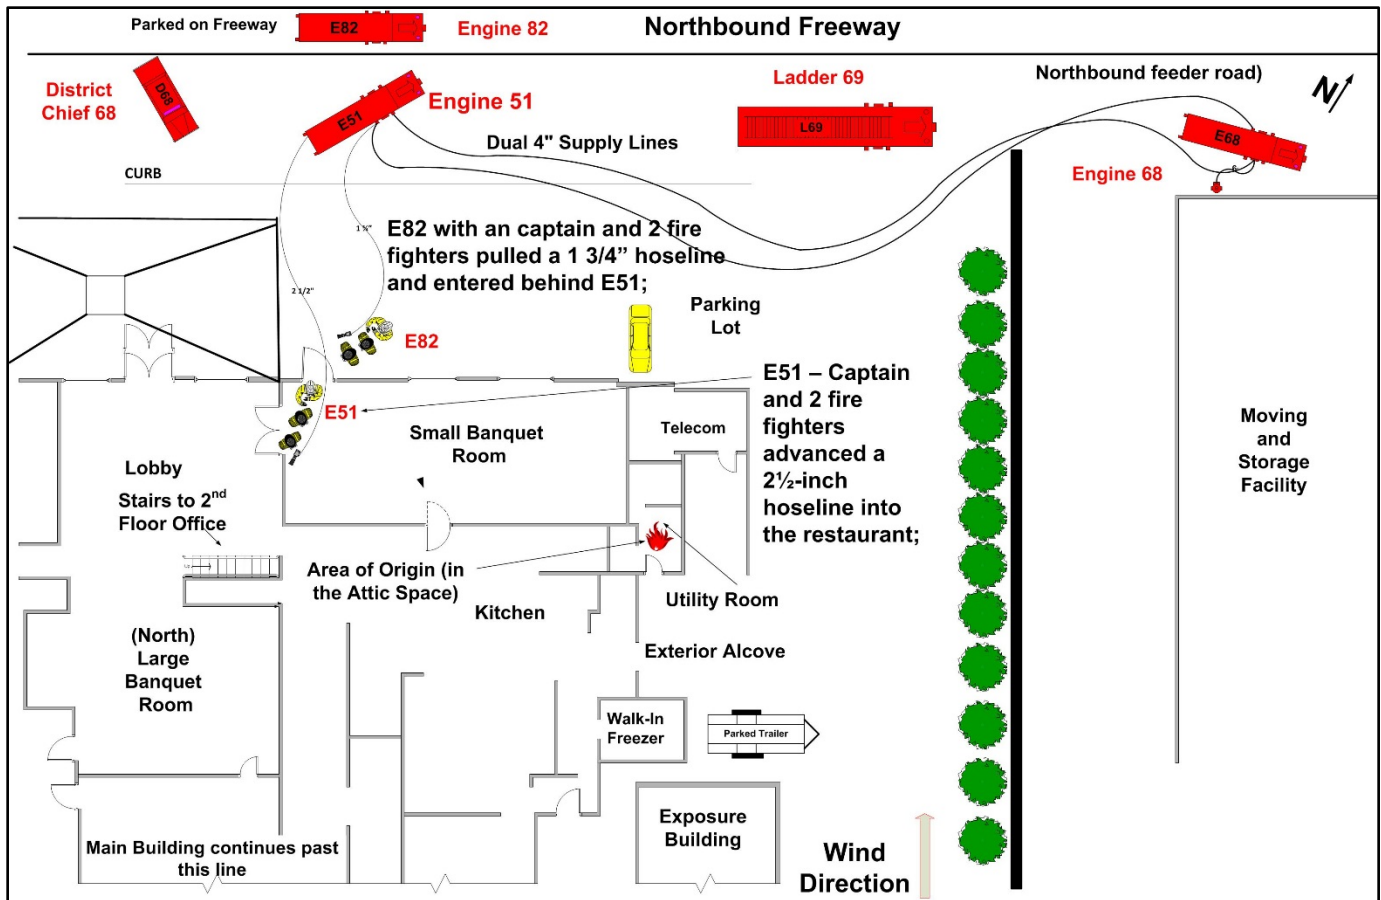 Parked on Freeway
E82
Engine 82
Northbound Freeway
District
Chief 68
D68
E51
Engine 51
Ladder 69
L69
Northbound feeder road)
N
E68
Engine 68
6
Dual 4" Supply Lines
CURB
1 ¾"
2 1/2"
E82 with an captain and 2 fire
fighters pulled a 1 3/4” hoseline
and entered behind E51;
E82
Parking
Lot
E51
E51 – Captain
and 2 fire
fighters
advanced a
2½-inch
hoseline into
the restaurant;
Small Banquet
Room
Telecom
Moving
and
Storage
Facility
Lobby
Stairs to 2nd
Floor Office
Area of Origin (in
the Attic Space)
Kitchen
Utility Room
Exterior Alcove
(North)
Large
Banquet
Room
Walk-In
Freezer
Parked Trailer
Exposure
Building
Main Building continues past
this line
Wind
Direction